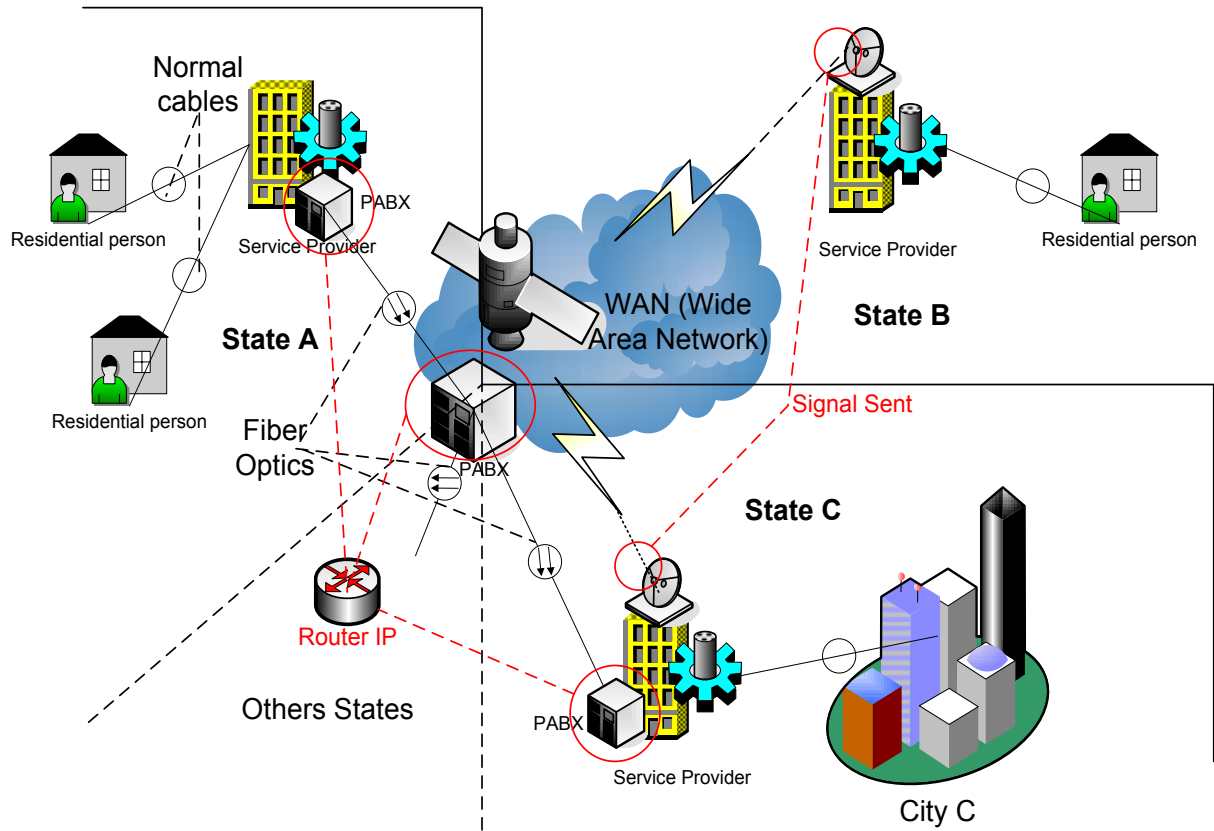 Normal
cables
PABX
Residential person
Service Provider
Service Provider
Residential person
State A
WAN (Wide
Area Network)
State B
Residential person
Signal Sent
Fiber
Optics
PABX
State C
Router IP
Others States
PABX
Service Provider
City C